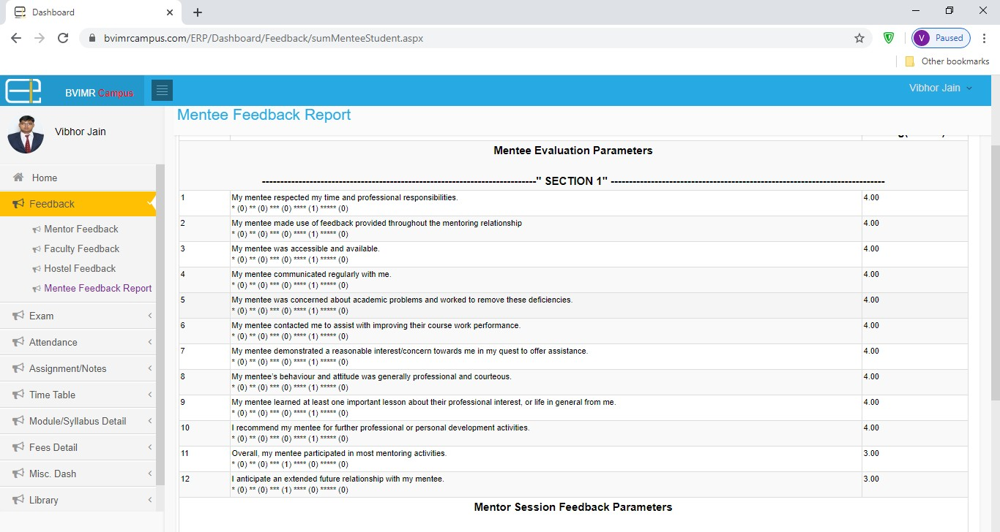 Dashboard
bvimrcampus.com/ERP/Dashboard/Feedback/sumMenteeStudent.aspx
V Paused
Other bookmarks
BVIMR Campus
Vibhor Jain
Mentee Feedback Report
Vibhor Jain
Home
Feedback
Mentor Feedback
Faculty Feedback
Hostel Feedback
Mentee Feedback Report
Exam
Attendance
Assignment/Notes
Time Table
Module/Syllabus Detail
Fees Detail
Misc. Dash
Library
Mentee Evaluation Parameters
---------------------------------------------------------------------------" SECTION 1" ---------------------------------------------------------------------------
1 My mentee respected my time and professional responsibilities. 4.00
* (0) ** (0) *** (0) **** (1) ***** (0)
2 My mentee made use of feedback provided throughout the mentoring relationship 4.00
* (0) ** (0) *** (0) **** (1) ***** (0)
3 My mentee was accessible and available. 4.00
* (0) ** (0) *** (0) **** (1) ***** (0)
4 My mentee communicated regularly with me. 4.00
* (0) ** (0) *** (0) **** (1) ***** (0)
5 My mentee was concerned about academic problems and worked to remove these deficiencies. 4.00
* (0) ** (0) *** (0) **** (1) ***** (0)
6 My mentee contacted me to assist with improving their course work performance. 4.00
* (0) ** (0) *** (0) **** (1) ***** (0)
7 My mentee demonstrated a reasonable interest/concern towards me in my quest to offer assistance. 4.00
* (0) ** (0) *** (0) **** (1) ***** (0)
8 My mentee's behaviour and attitude was generally professional and courteous. 4.00
* (0) ** (0) *** (0) **** (1) ***** (0)
9 My mentee learned at least one important lesson about their professional interest, or life in general from me. 4.00
* (0) ** (0) *** (0) **** (1) ***** (0)
10 I recommend my mentee for further professional or personal development activities. 4.00
* (0) ** (0) *** (0) **** (1) ***** (0)
11 Overall, my mentee participated in most mentoring activities. 3.00
* (0) ** (0) *** (1) **** (0) ***** (0)
12 I anticipate an extended future relationship with my mentee. 3.00
* (0) ** (0) *** (1) **** (0) ***** (0)
Mentor Session Feedback Parameters